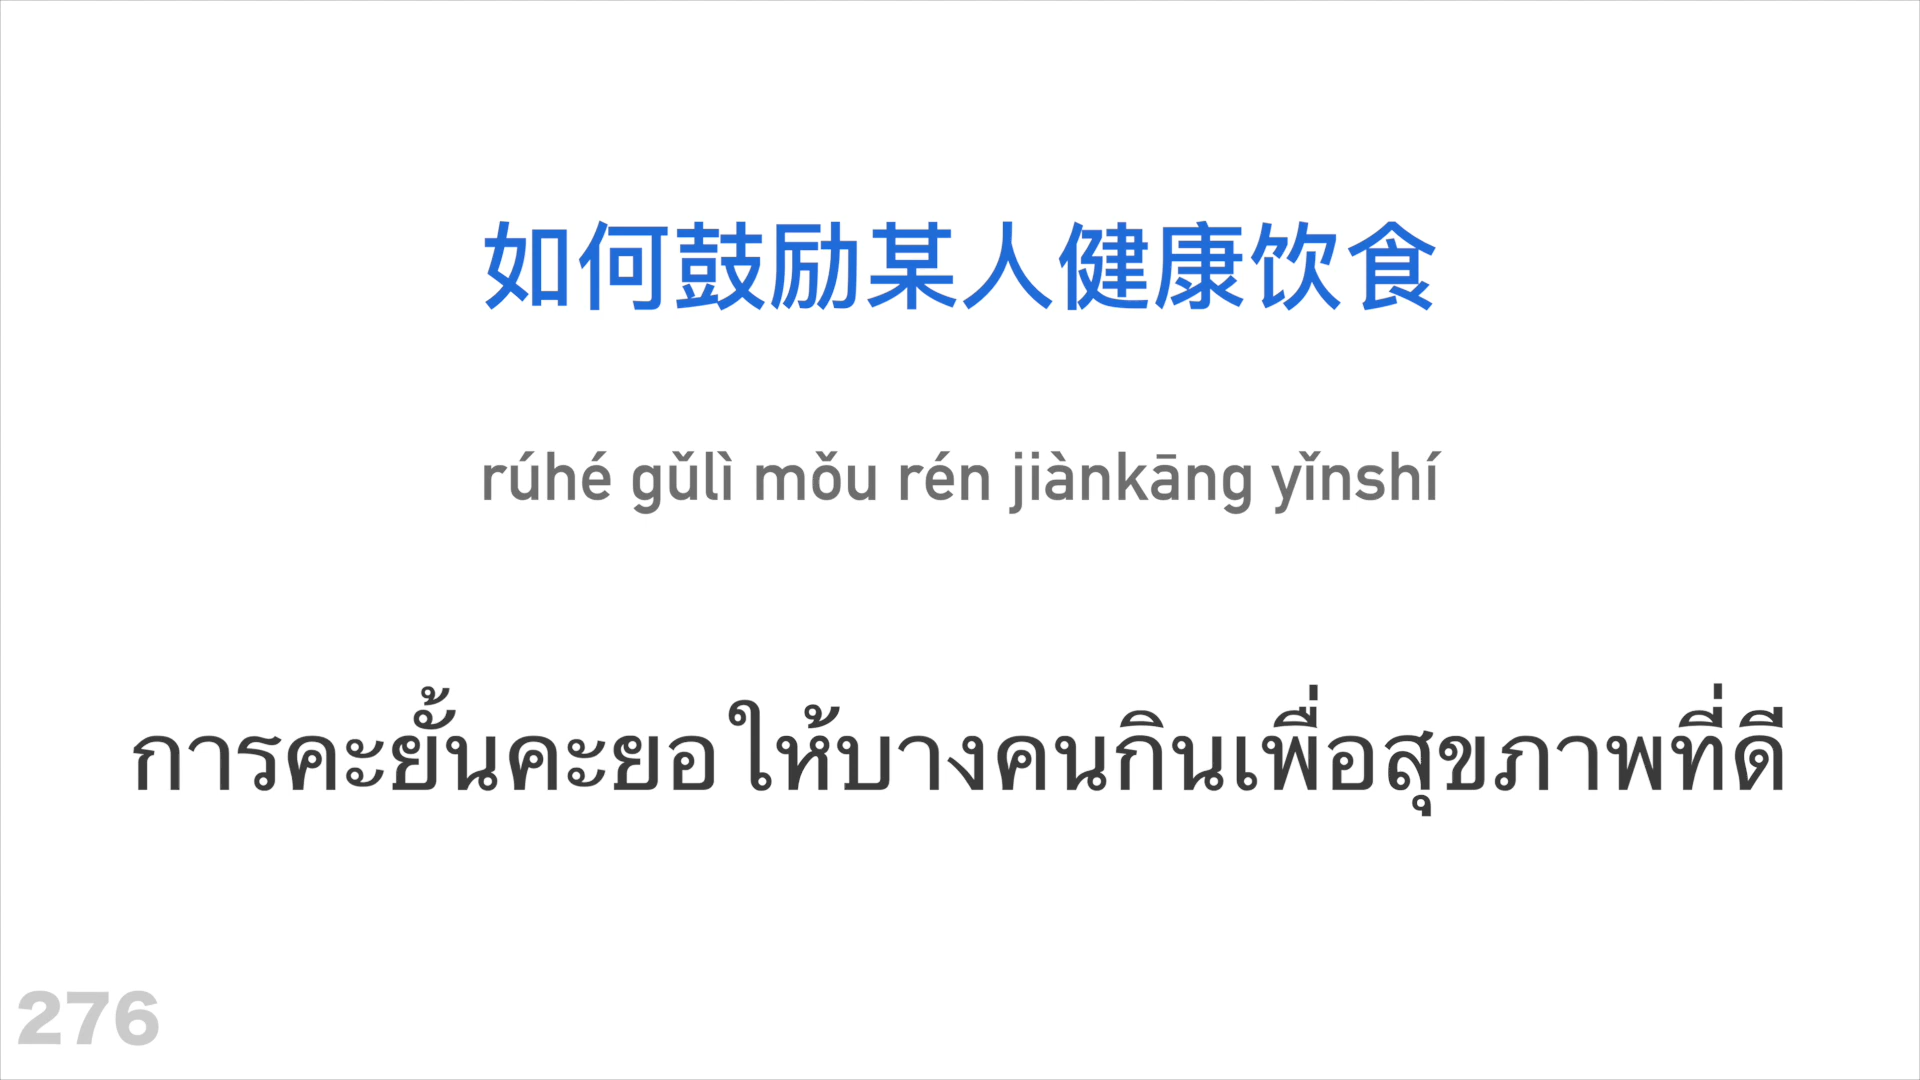 如何鼓励某人健康饮食
rúhé gǔlì mǒu rén jiànkāng yǐnshí
การคะยั้นคะยอให้บางคนกินเพื่อสุขภาพที่ดี
276